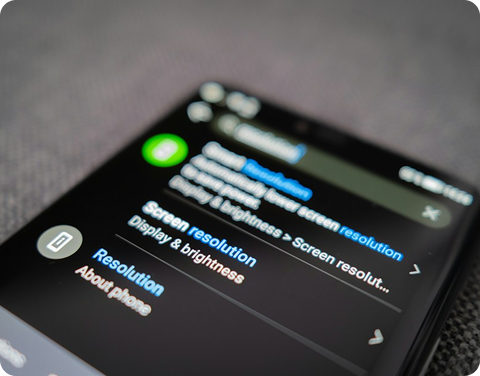 Smart Resolution
Automatically lower screen resolution
to save power.
Display & brightness > Screen resolut...
Screen resolution
Display & brightness
Resolution
About phone